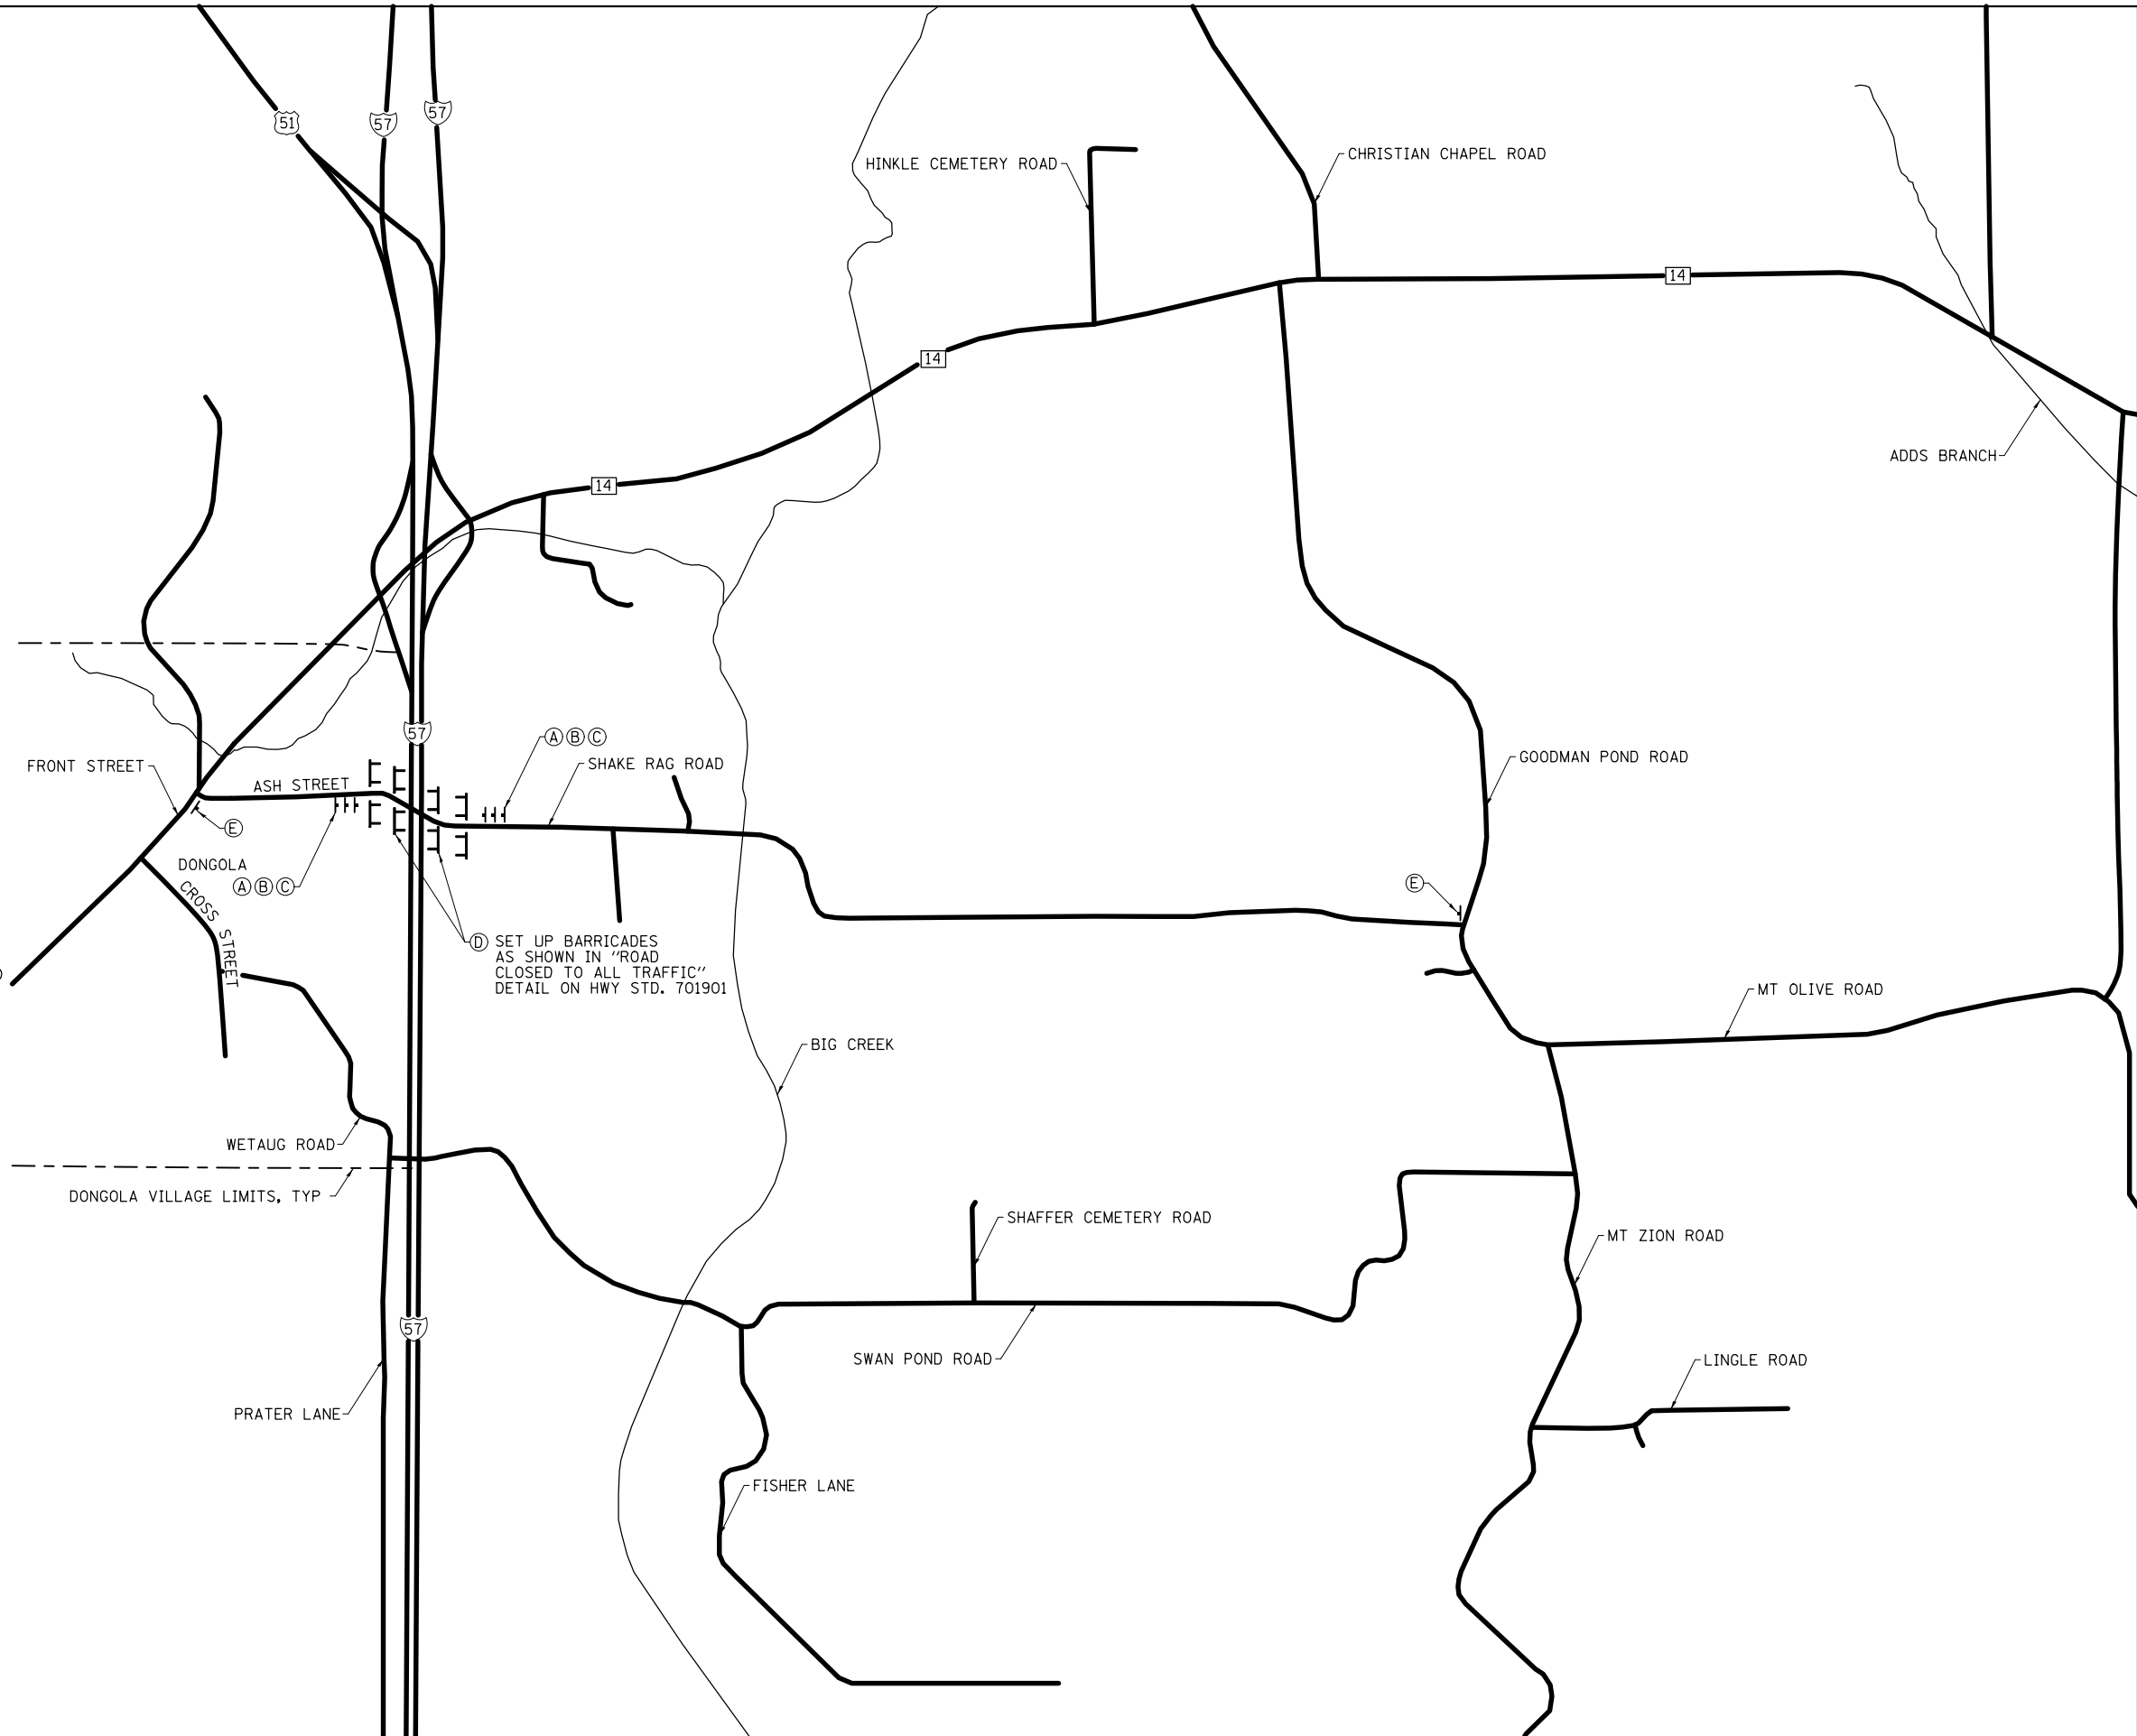 51
57
57
HINKLE CEMETERY ROAD
CHRISTIAN CHAPEL ROAD
14
14
ADDS BRANCH
14
57
A B C
FRONT STREET
SHAKE RAG ROAD
GOODMAN POND ROAD
ASH STREET
E
DONGOLA
A B C
CROSS STREET
E
D SET UP BARRICADES
AS SHOWN IN "ROAD
CLOSED TO ALL TRAFFIC"
DETAIL ON HWY STD. 701901
MT OLIVE ROAD
BIG CREEK
WETAUG ROAD
DONGOLA VILLAGE LIMITS, TYP
SHAFFER CEMETERY ROAD
MT ZION ROAD
57
SWAN POND ROAD
LINGLE ROAD
PRATER LANE
FISHER LANE